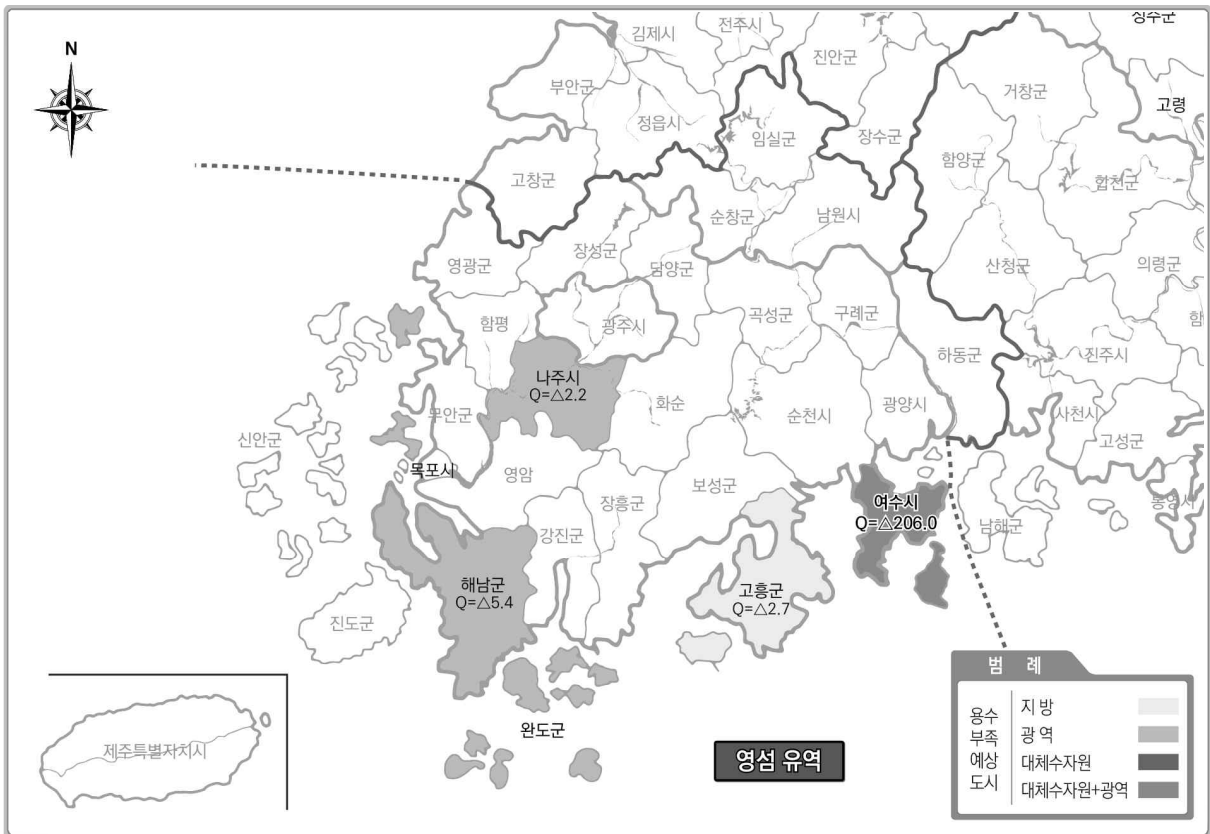 N
김제시
전주시
진안군
장수군
부안군
정읍시
임실군
장수군
거창군
고령
함양군
합천군
고창군
순창군
남원시
장성군
담양군
영광군
산청군
의령군
함평
광주시
곡성군
구례군
함
하동군
진주시
나주시
Q=△2.2
화순
순천시
광양시
사천시
고성군
무안군
신안군
목포시
영암
보성군
장흥군
강진군
여수시
Q=△206.0
남해군
통영시
해남군
Q=△5.4
고흥군
Q=△2.7
진도군
완도군
제주특별자치시
영섬 유역
범 례
용수
부족
예상
도시
지 방
광 역
대체수자원
대체수자원+광역